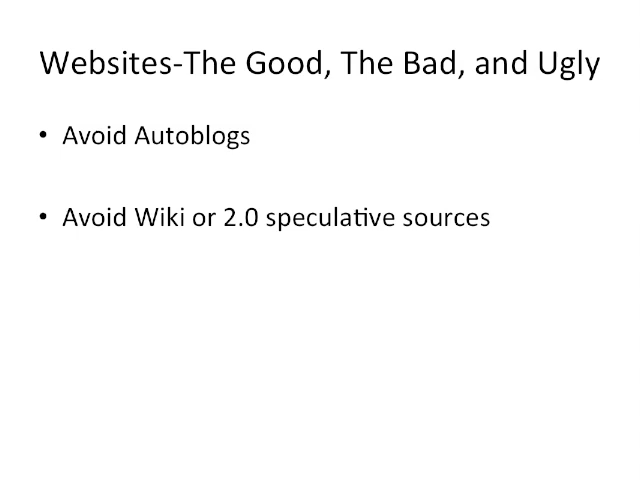 Websites-The Good, The Bad, and Ugly
• Avoid Autoblogs
• Avoid Wiki or 2.0 speculative sources